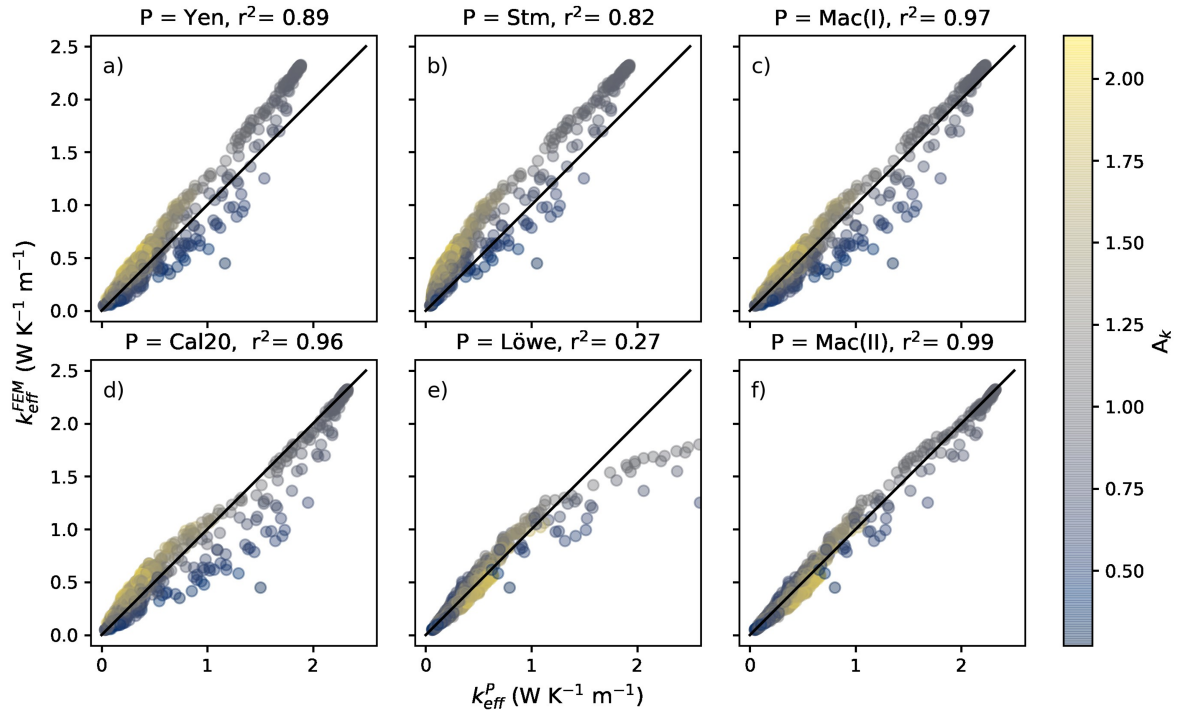 P = Yen, r²= 0.89
P = Stm, r²= 0.82
P = Mac(I), r²= 0.97
a)
b)
c)
2.5
2.0
1.5
1.0
0.5
0.0
P = Cal20, r²= 0.96
P = Löwe, r²= 0.27
P = Mac(II), r²= 0.99
d)
e)
f)
2.5
2.0
1.5
1.0
0.5
0.0
0 1 2
0 1 2
0 1 2
k_eff^FEM (W K⁻¹ m⁻¹)
k_eff^P (W K⁻¹ m⁻¹)
2.00
1.75
1.50
1.25
1.00
0.75
0.50
A_k